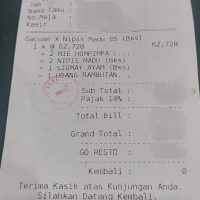 Jam :
Nama Tamu :
No.Meja :
Kasir :
Gacoan X Nipis Madu 05 (Bks)
1 x @ 62,720 62,720
- 2 MIE HOMPIMPA L...
- 2 NIPIS MADU (Bks)
- 1 SIOMAY AYAM (Bks)
- 1 UDANG RAMBUTAN...
Sub Total :
Pajak 10% :
Total Bill :
Grand Total :
GO RESTO :
Kembali : 0
Terima Kasih atas Kunjungan Anda.
Silahkan Datang Kembali.